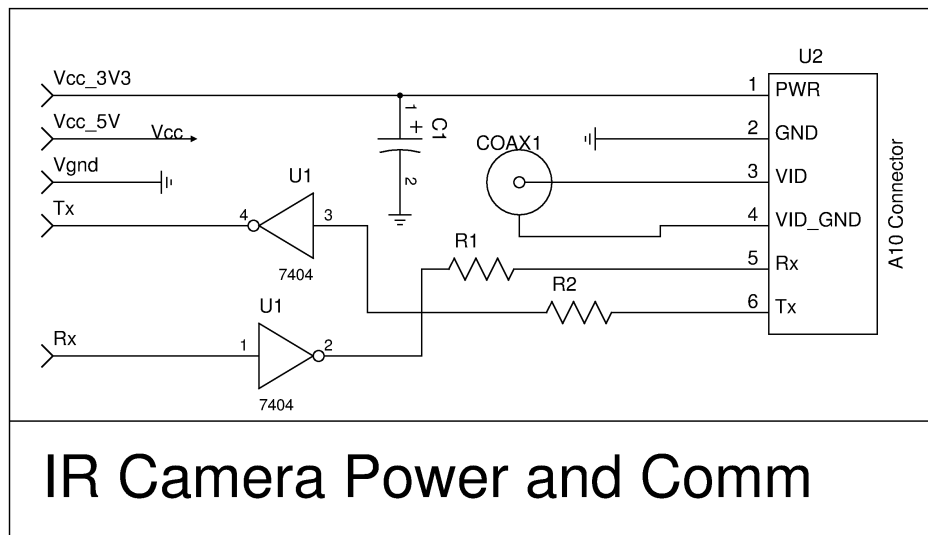 U2
Vcc_3V3
1 PWR
1
+
C1
2
Vcc_5V Vcc
2 GND
COAX1
Vgnd
3 VID
U1
Tx
4 3
7404
4 VID_GND
A10 Connector
R1
5 Rx
R2
6 Tx
U1
Rx
1 2
7404
IR Camera Power and Comm